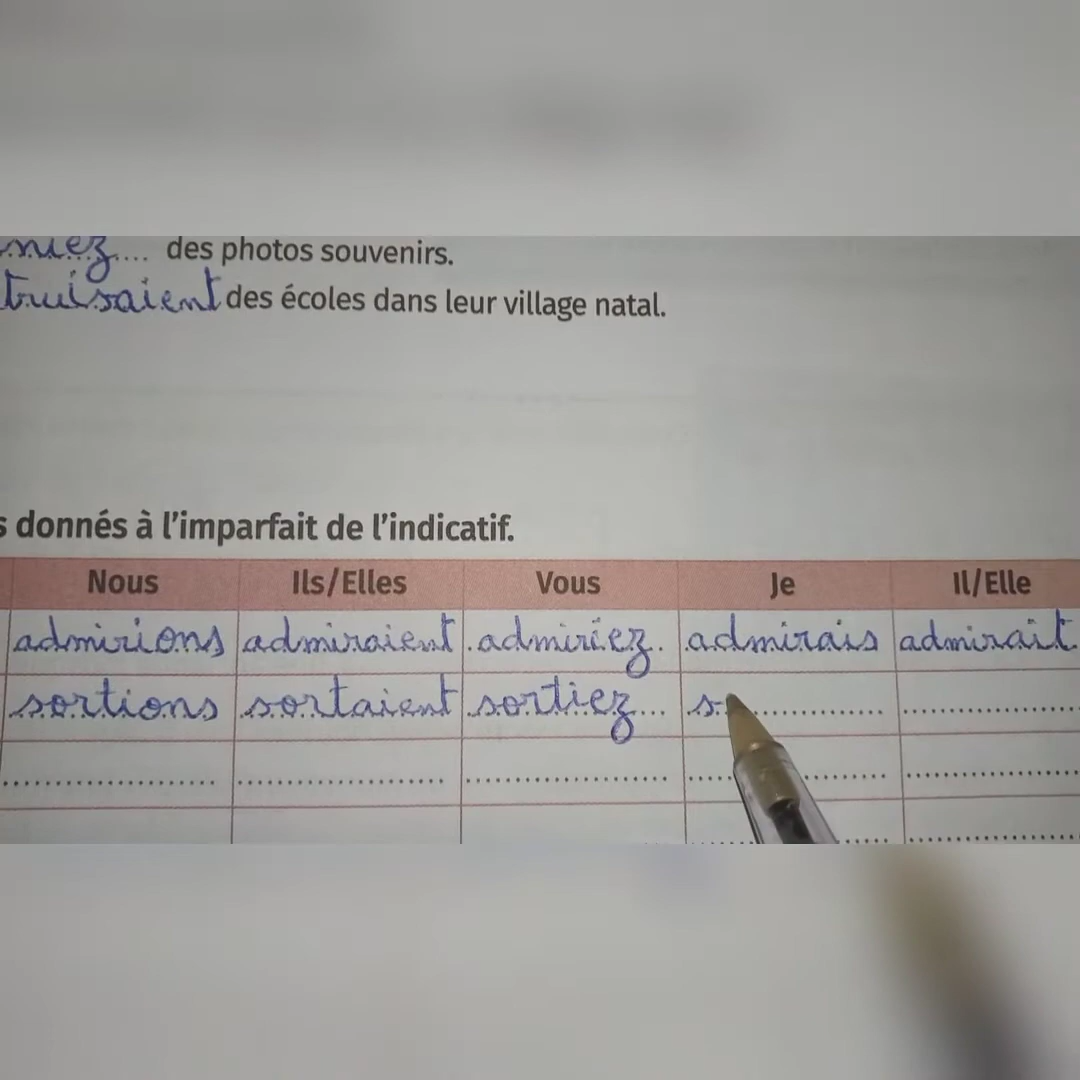 niez.... des photos souvenirs.
truisaient des écoles dans leur village natal.
s donnés à l'imparfait de l'indicatif.
Nous Ils/Elles Vous Je Il/Elle
admirions admiraient admiriez admirais admirait
sortions sortaient sortiez s